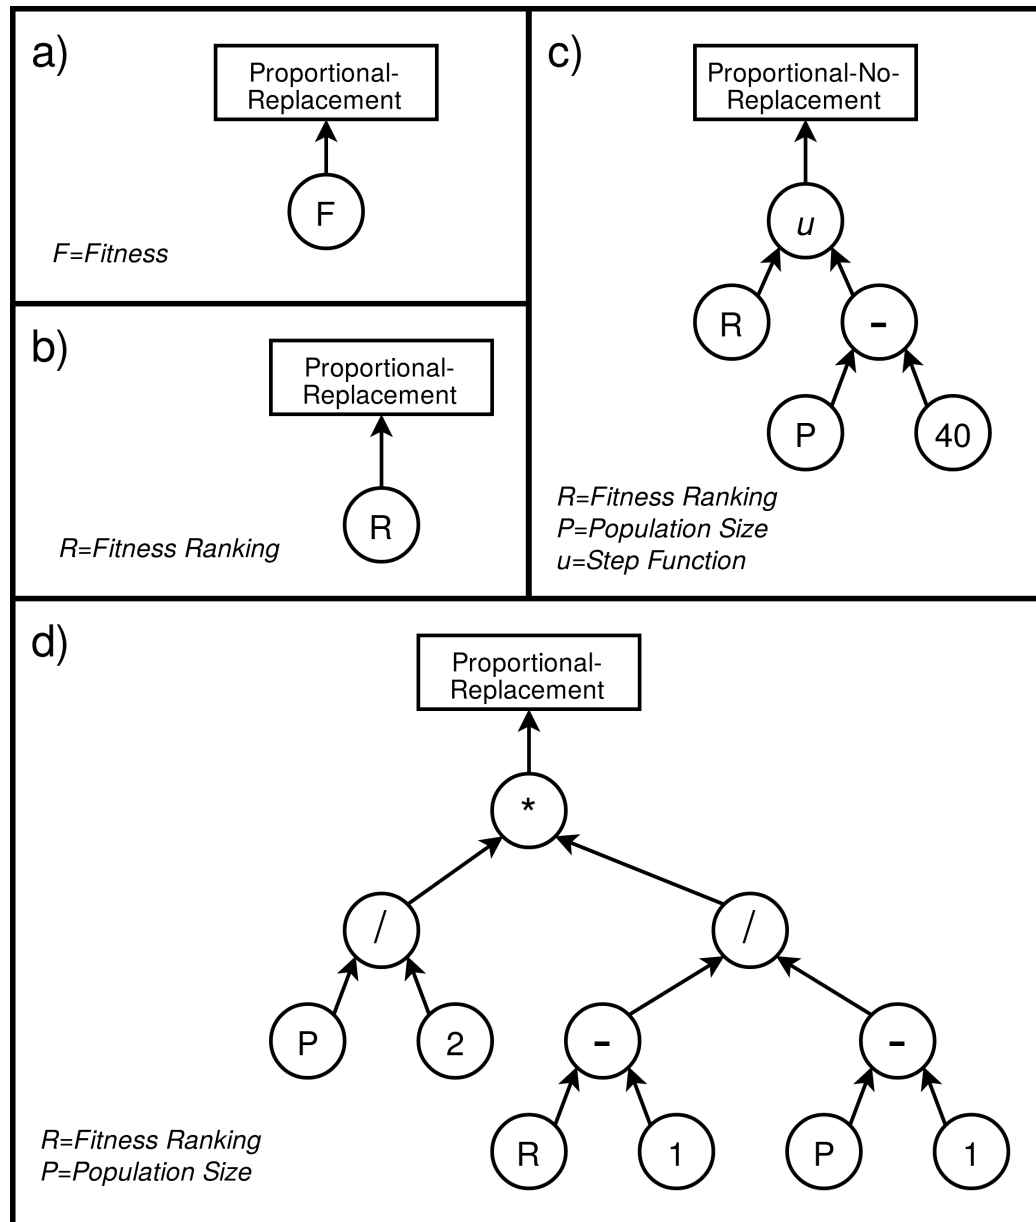 a)
Proportional-
Replacement
F
F=Fitness
b)
Proportional-
Replacement
R
R=Fitness Ranking
c)
Proportional-No-
Replacement
u
R
-
P
40
R=Fitness Ranking
P=Population Size
u=Step Function
d)
Proportional-
Replacement
*
/ /
P 2 - -
R 1 P 1
R=Fitness Ranking
P=Population Size